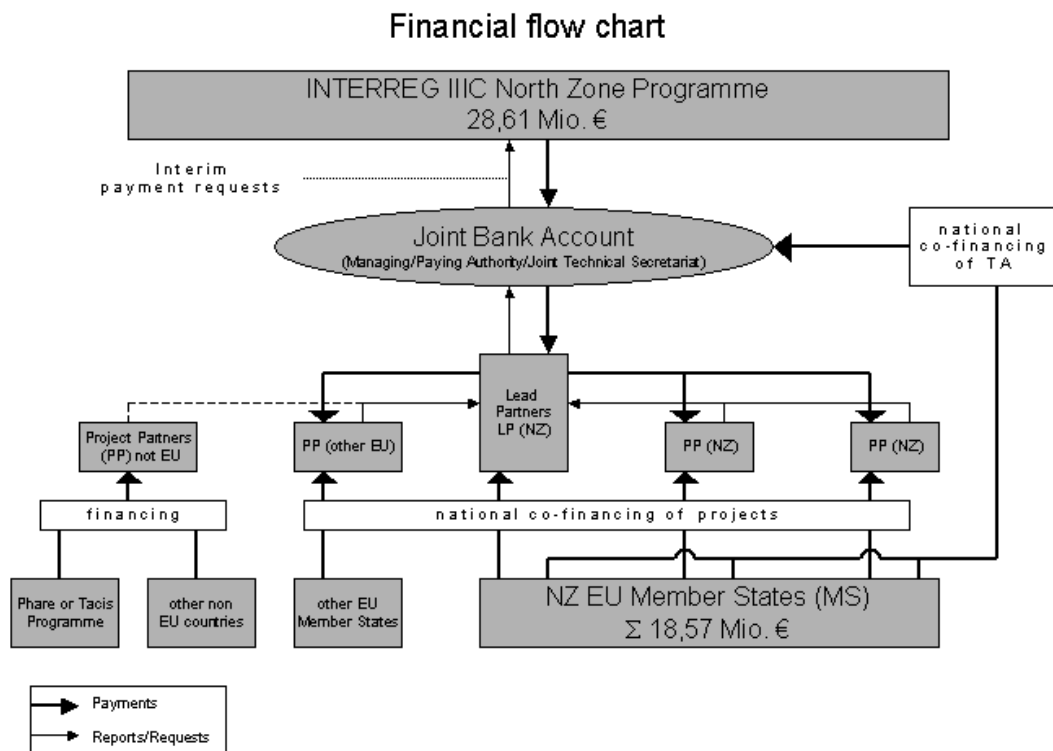 Financial flow chart
INTERREG IIIC North Zone Programme
28,61 Mio. €
Interim
payment requests
Joint Bank Account
(Managing/Paying Authority/Joint Technical Secretariat)
national
co-financing
of TA
Lead
Partners
LP (NZ)
Project Partners
(PP) not EU
PP (other EU)
PP (NZ)
PP (NZ)
financing
national co-financing of projects
Phare or Tacis
Programme
other non
EU countries
other EU
Member States
NZ EU Member States (MS)
Σ 18,57 Mio. €
Payments
Reports/Requests